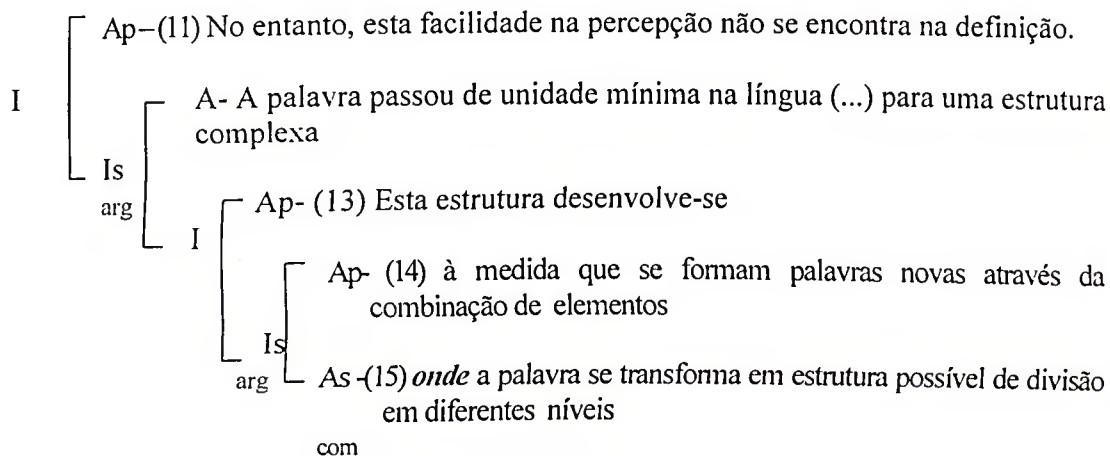 Ap–(11) No entanto, esta facilidade na percepção não se encontra na definição.
I
A- A palavra passou de unidade mínima na língua (...) para uma estrutura
complexa
Is
arg
Ap- (13) Esta estrutura desenvolve-se
I
Ap- (14) à medida que se formam palavras novas através da
combinação de elementos
Is
arg
As -(15) onde a palavra se transforma em estrutura possível de divisão
em diferentes níveis
com